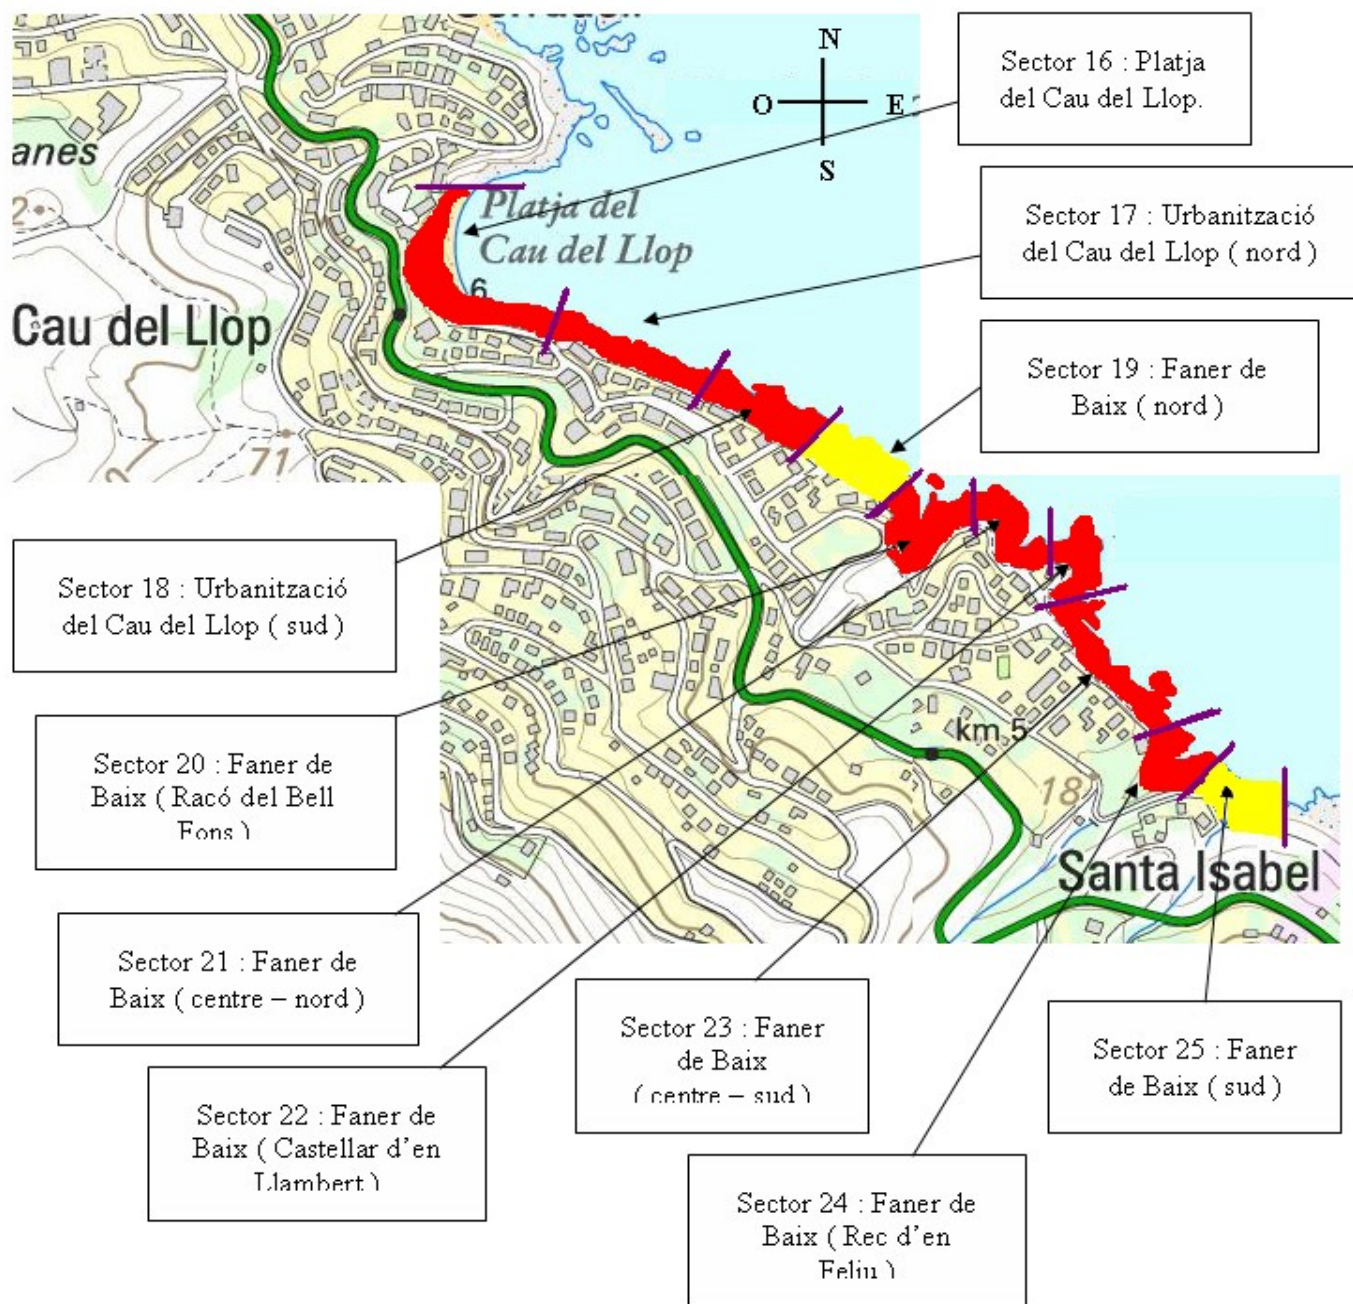 N
O
E
S
Sector 16 : Platja
del Cau del Llop.
anes
2
Platja del
Cau del Llop
6
Sector 17 : Urbanització
del Cau del Llop ( nord )
Cau del Llop
71
Sector 19 : Faner de
Baix ( nord )
Sector 18 : Urbanització
del Cau del Llop ( sud )
km 5
18
Santa Isabel
Sector 20 : Faner de
Baix ( Racó del Bell
Fons )
Sector 21 : Faner de
Baix ( centre – nord )
Sector 22 : Faner de
Baix ( Castellar d’en
Llambert )
Sector 23 : Faner
de Baix
( centre – sud )
Sector 24 : Faner de
Baix ( Rec d’en
Feliu )
Sector 25 : Faner
de Baix ( sud )